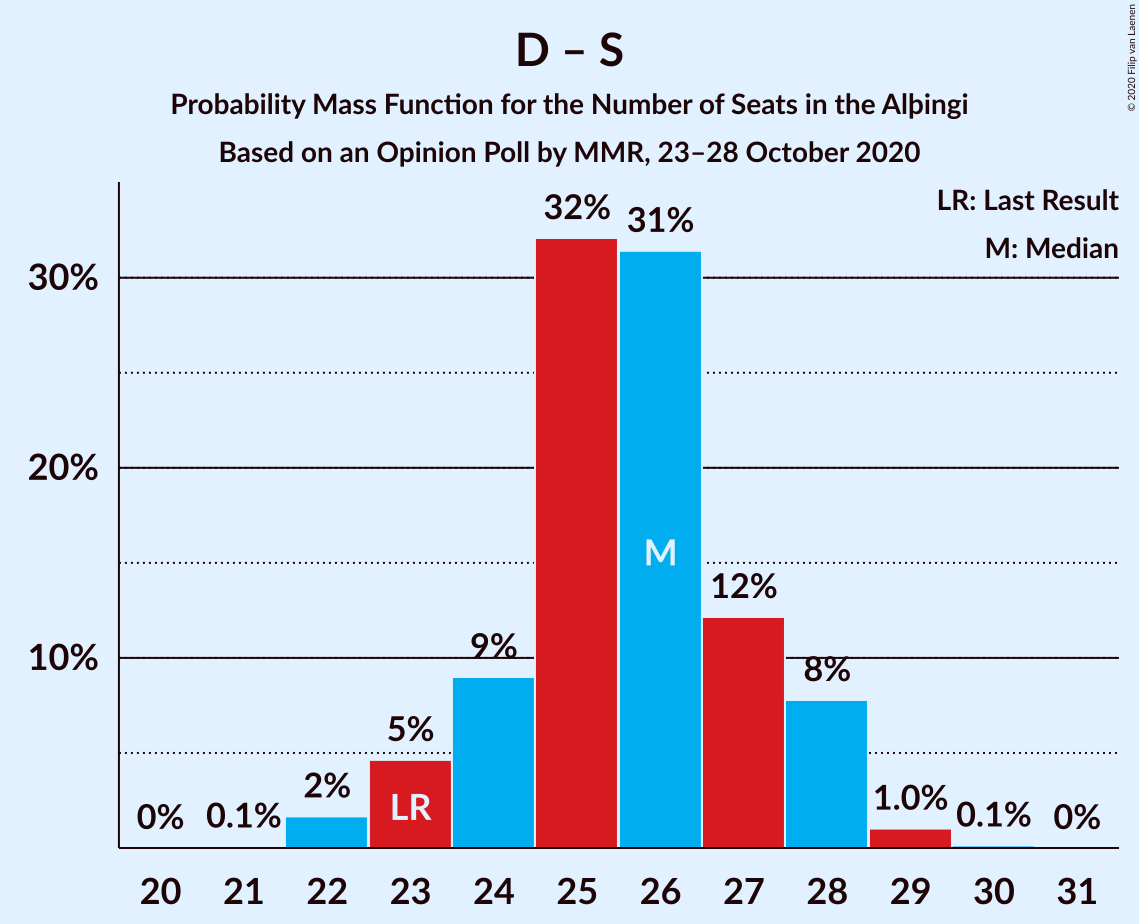 D – S
Probability Mass Function for the Number of Seats in the Alþingi
Based on an Opinion Poll by MMR, 23–28 October 2020
© 2020 Filip van Laenen
LR: Last Result
M: Median
30%
20%
10%
0%
0.1%
2%
5%
9%
32%
31%
12%
8%
1.0%
0.1%
0%
LR
M
20 21 22 23 24 25 26 27 28 29 30 31